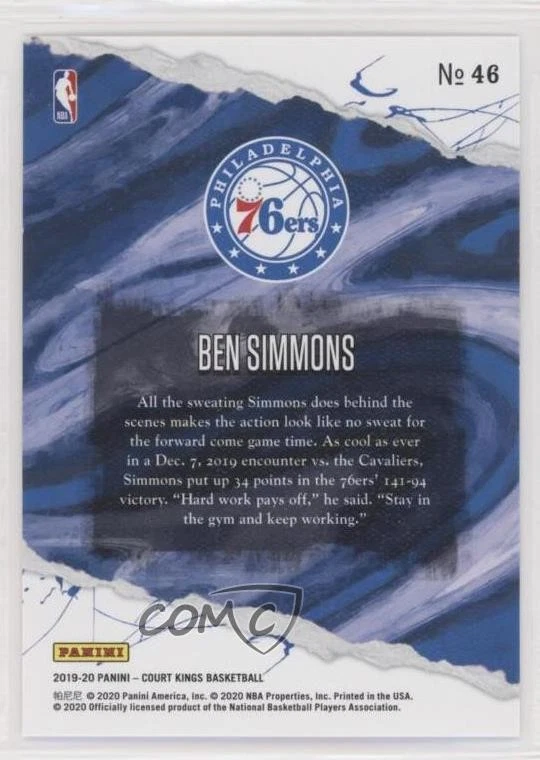 № 46
NBA
PHILADELPHIA
76ers
BEN SIMMONS
All the sweating Simmons does behind the
scenes makes the action look like no sweat for
the forward come game time. As cool as ever
in a Dec. 7, 2019 encounter vs. the Cavaliers,
Simmons put up 34 points in the 76ers’ 141-94
victory. “Hard work pays off,” he said. “Stay in
the gym and keep working.”
COMC
PANINI
2019-20 PANINI – COURT KINGS BASKETBALL
帕尼尼 © 2020 Panini America, Inc. © 2020 NBA Properties, Inc. Printed in the USA.
© 2020 Officially licensed product of the National Basketball Players Association.